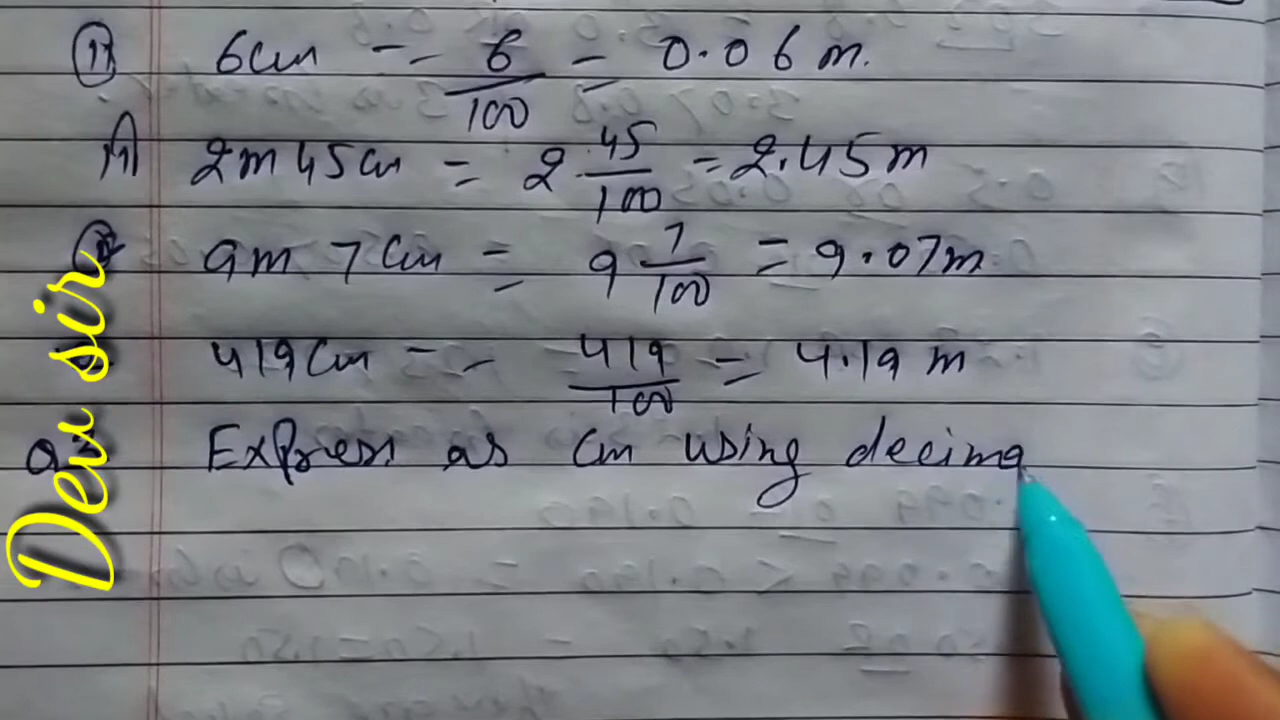 ii 6cm = 6/100 = 0.06 m.
iii 2m 45cm = 2 45/100 = 2.45m
9m 7cm = 9 7/100 = 9.07m
419cm = 419/100 = 4.19 m
Express as cm using decima
Dev sir